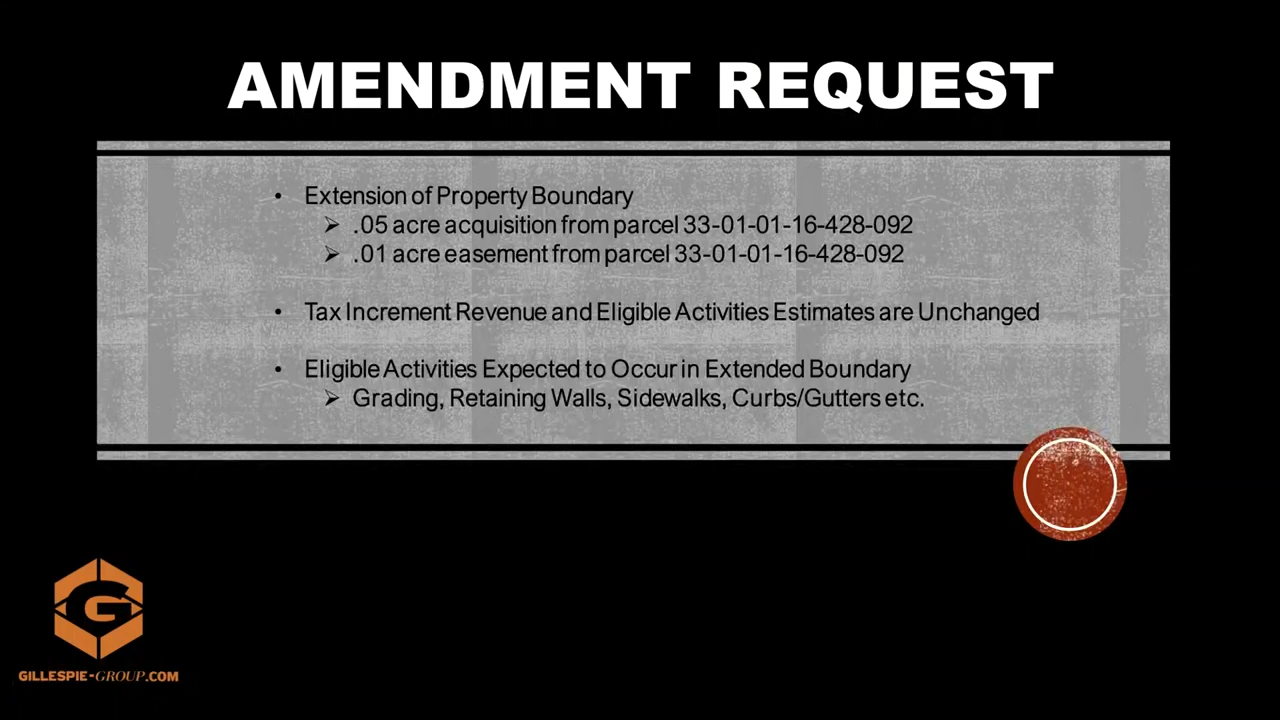 AMENDMENT REQUEST
• Extension of Property Boundary
➢ .05 acre acquisition from parcel 33-01-01-16-428-092
➢ .01 acre easement from parcel 33-01-01-16-428-092
• Tax Increment Revenue and Eligible Activities Estimates are Unchanged
• Eligible Activities Expected to Occur in Extended Boundary
➢ Grading, Retaining Walls, Sidewalks, Curbs/Gutters etc.
G
GILLESPIE-GROUP.COM